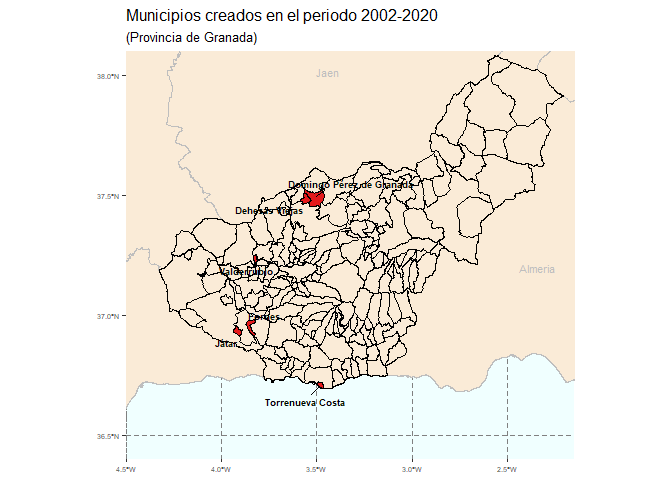 Municipios creados en el periodo 2002-2020
(Provincia de Granada)
38.0°N
Jaen
Domingo Pérez de Granada
37.5°N
Dehesas Viejas
Valderrubio
Almeria
37.0°N
Fornes
Játar
Torrenueva Costa
36.5°N
4.5°W 4.0°W 3.5°W 3.0°W 2.5°W